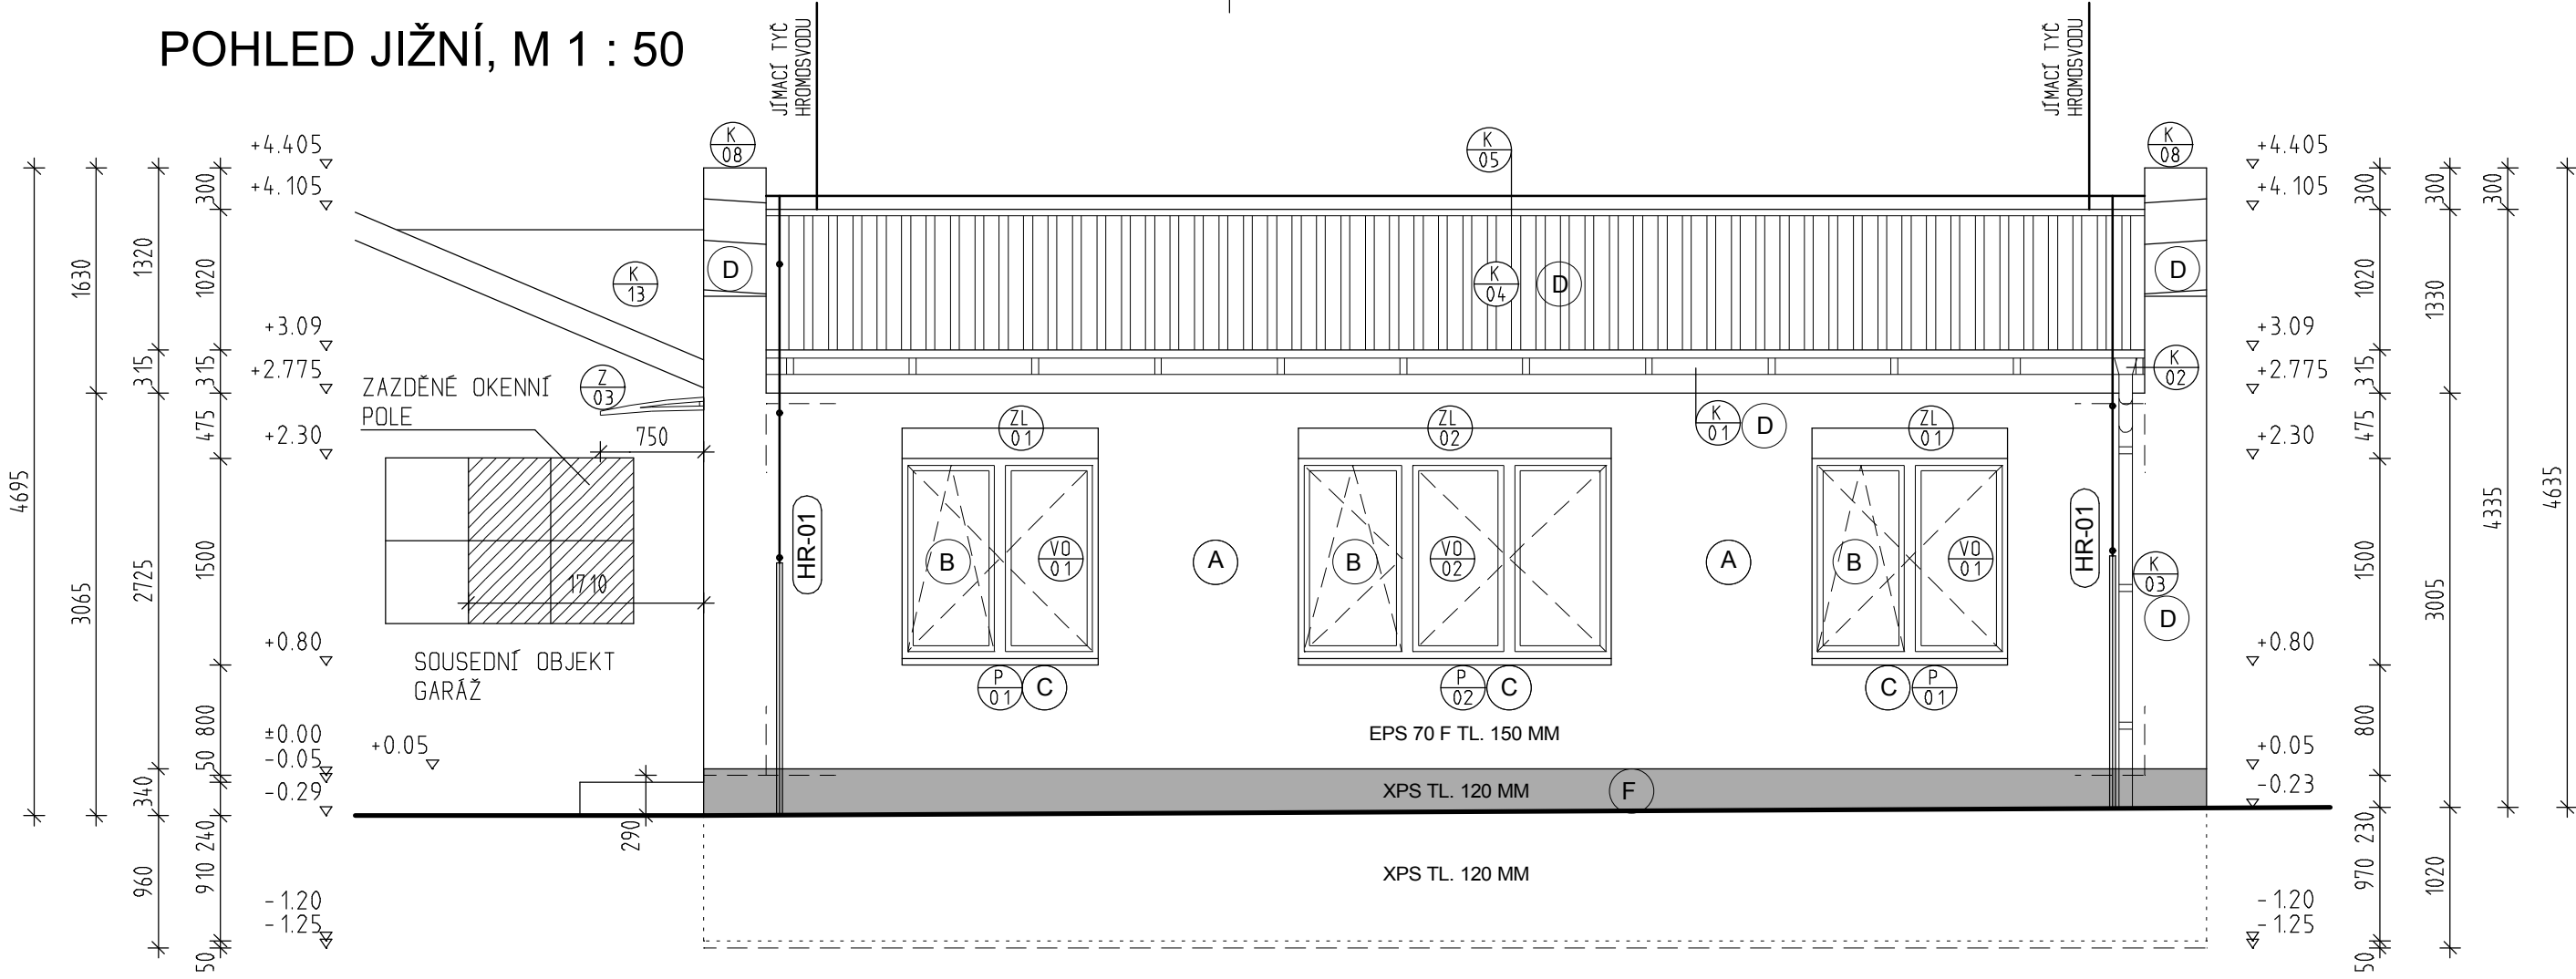 POHLED JIŽNÍ, M 1 : 50
JÍMACÍ TYČ
HROMOSVODU
JÍMACÍ TYČ
HROMOSVODU
K
08
K
05
K
08
+4.405
+4.105
+3.09
+2.775
+2.30
+0.80
±0.00
-0.05
-0.29
-1.20
-1.25
4695
1630
3065
1320
315
2725
340
960
300
1020
315
475
1500
800
50
240
910
50
K
13
D
K
04
D
D
Z
03
ZAZDĚNÉ OKENNÍ
POLE
750
1710
SOUSEDNÍ OBJEKT
GARÁŽ
+0.05
290
K
02
ZL
01
ZL
02
K
01
D
ZL
01
HR-01
B
VO
01
A
B
VO
02
A
B
VO
01
HR-01
K
03
D
P
01
C
P
02
C
C
P
01
EPS 70 F TL. 150 MM
XPS TL. 120 MM
F
XPS TL. 120 MM
+4.405
+4.105
+3.09
+2.775
+2.30
+0.80
+0.05
-0.23
-1.20
-1.25
300
1020
315
475
1500
800
230
970
50
300
1330
3005
1020
300
4335
4635